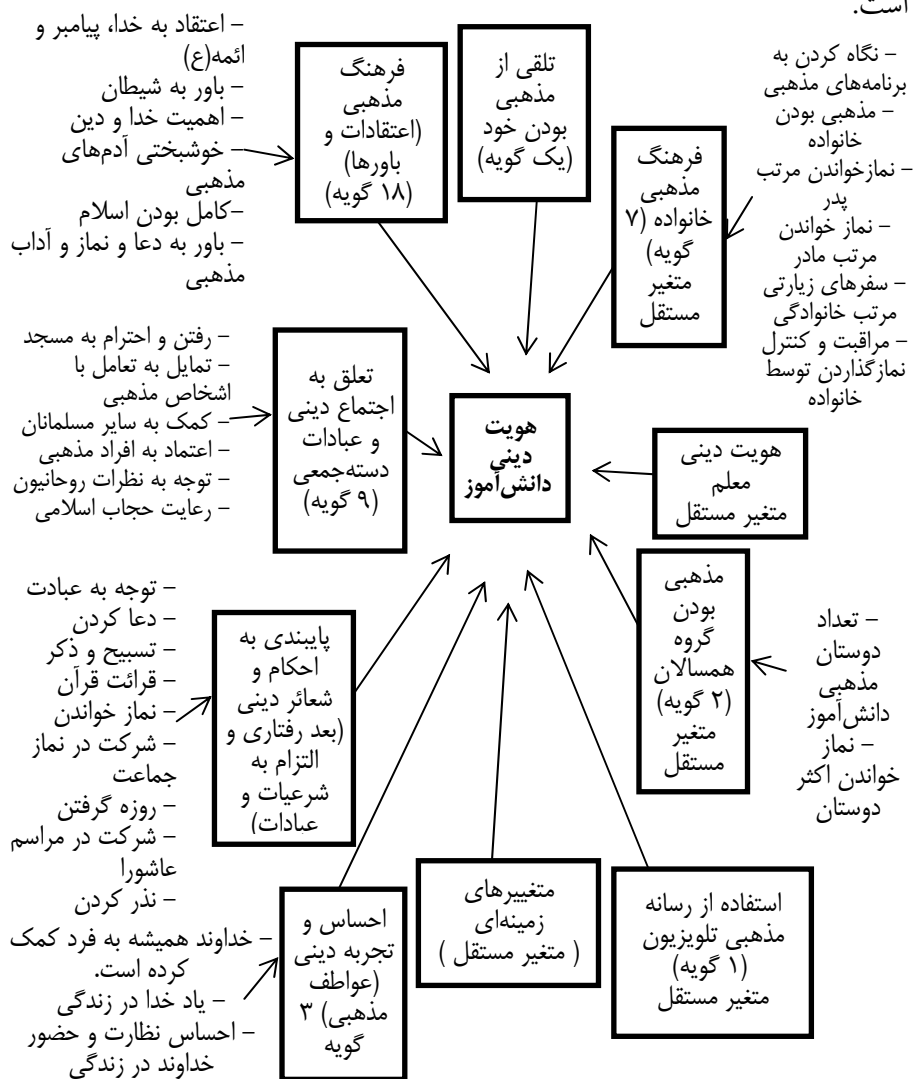 است.
– اعتقاد به خدا، پیامبر و
ائمه(ع)
– باور به شیطان
– اهمیت خدا و دین
– خوشبختی آدم‌های
مذهبی
–کامل بودن اسلام
– باور به دعا و نماز و آداب
مذهبی
فرهنگ
مذهبی
(اعتقادات و
باورها)
(۱۸ گویه)
تلقی از
مذهبی
بودن خود
(یک گویه)
فرهنگ
مذهبی
خانواده (۷
گویه)
متغیر
مستقل
– نگاه کردن به
برنامه‌های مذهبی
– مذهبی بودن
خانواده
– نمازخواندن مرتب
پدر
– نماز خواندن
مرتب مادر
– سفرهای زیارتی
مرتب خانوادگی
– مراقبت و کنترل
نمازگذاردن توسط
خانواده
– رفتن و احترام به مسجد
– تمایل به تعامل با
اشخاص مذهبی
– کمک به سایر مسلمانان
– اعتماد به افراد مذهبی
– توجه به نظرات روحانیون
– رعایت حجاب اسلامی
تعلق به
اجتماع دینی
و عبادات
دسته‌جمعی
(۹ گویه)
هویت
دینی
دانش‌آموز
هویت دینی
معلم
متغیر مستقل
مذهبی
بودن
گروه
همسالان
(۲ گویه)
متغیر
مستقل
– تعداد
دوستان
مذهبی
دانش‌آموز
– نماز
خواندن اکثر
دوستان
– توجه به عبادت
– دعا کردن
– تسبیح و ذکر
– قرائت قرآن
– نماز خواندن
– شرکت در نماز
جماعت
– روزه گرفتن
– شرکت در مراسم
عاشورا
– نذر کردن
پایبندی به
احکام و
شعائر دینی
(بعد رفتاری و
التزام به
شرعیات و
عبادات)
– خداوند همیشه به فرد کمک
کرده است.
– یاد خدا در زندگی
– احساس نظارت و حضور
خداوند در زندگی
احساس و
تجربه دینی
(عواطف
مذهبی) ۳
گویه
متغییرهای
زمینه‌ای
( متغیر مستقل )
استفاده از رسانه
مذهبی تلویزیون
(۱ گویه)
متغیر مستقل